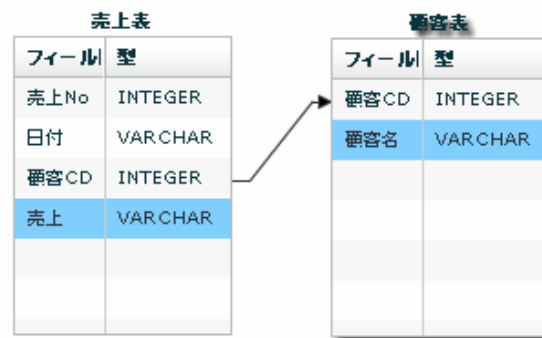 売上表
フィール 型
売上No INTEGER
日付 VARCHAR
顧客CD INTEGER
売上 VARCHAR
顧客表
フィール 型
顧客CD INTEGER
顧客名 VARCHAR